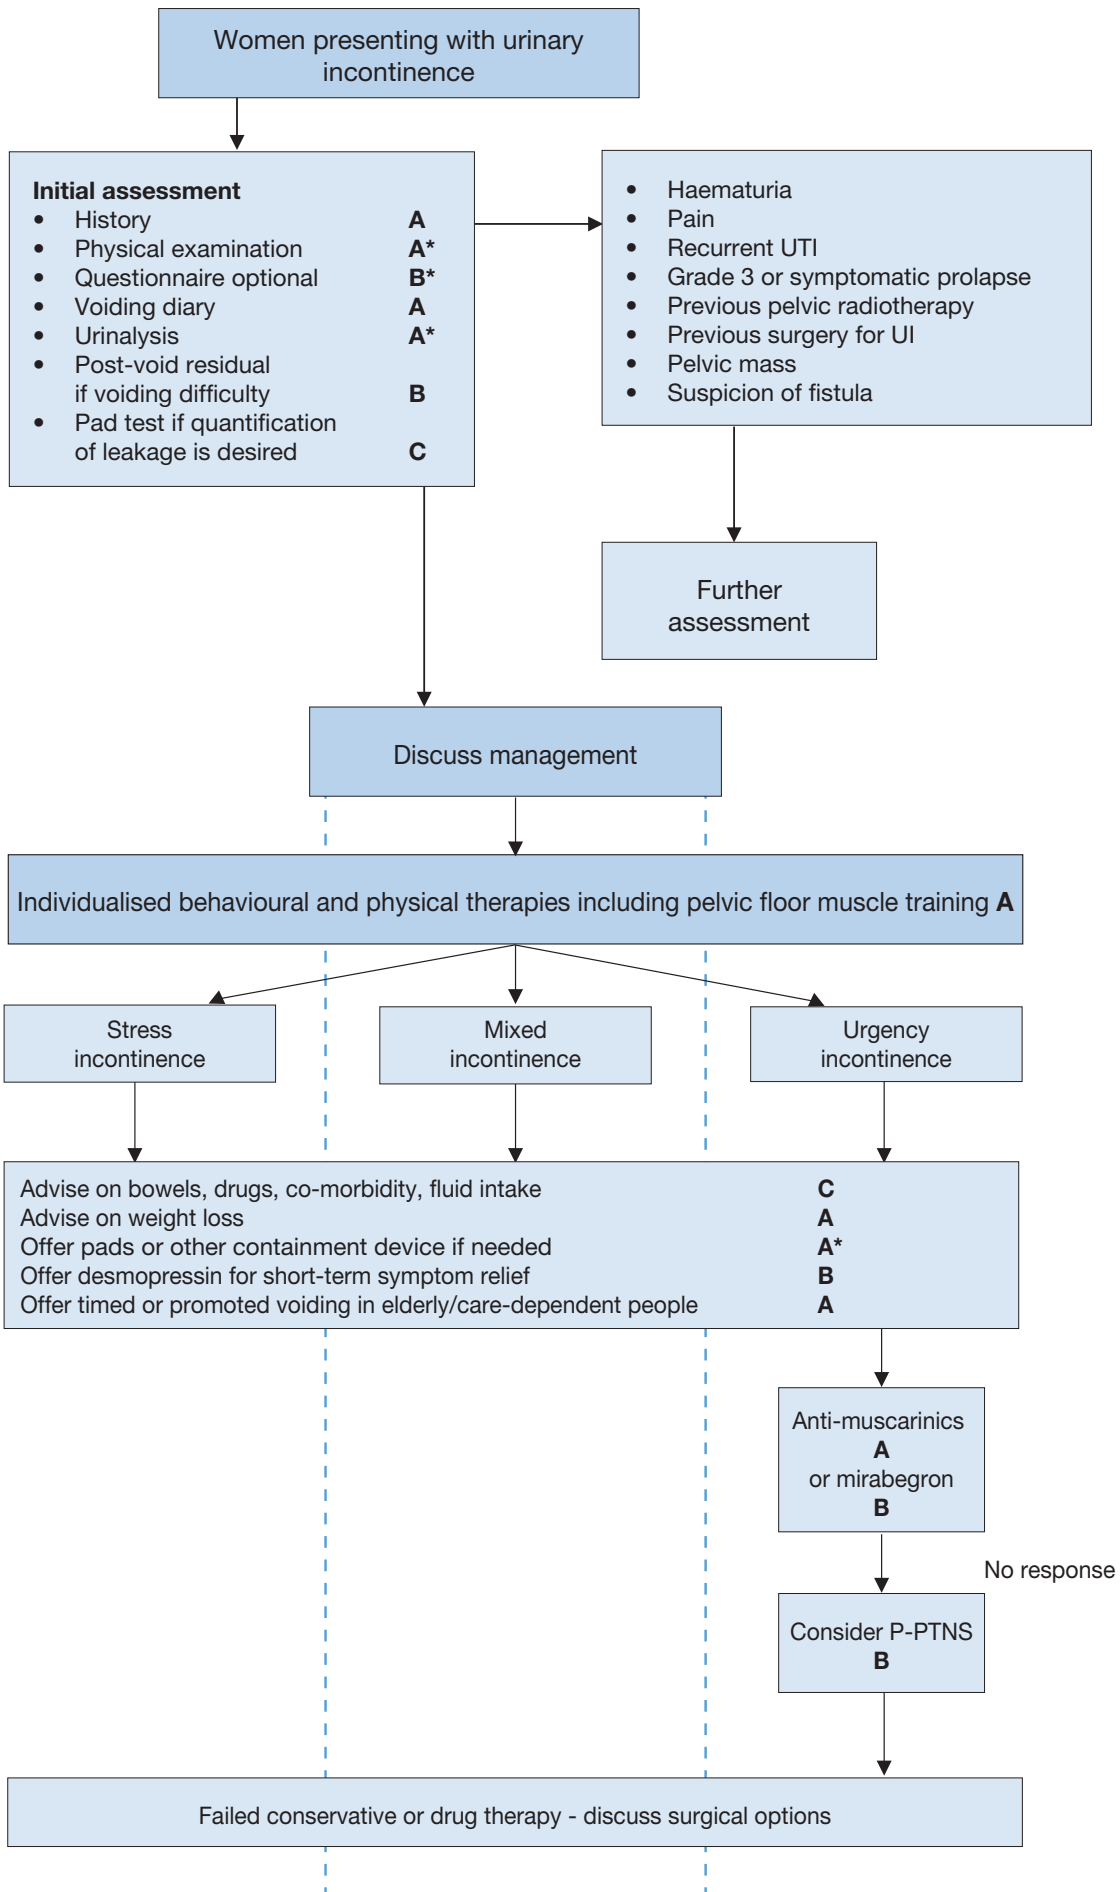 Women presenting with urinary
incontinence
Initial assessment
• History A
• Physical examination A*
• Questionnaire optional B*
• Voiding diary A
• Urinalysis A*
• Post-void residual
if voiding difficulty B
• Pad test if quantification
of leakage is desired C
• Haematuria
• Pain
• Recurrent UTI
• Grade 3 or symptomatic prolapse
• Previous pelvic radiotherapy
• Previous surgery for UI
• Pelvic mass
• Suspicion of fistula
Further
assessment
Discuss management
Individualised behavioural and physical therapies including pelvic floor muscle training A
Stress
incontinence
Mixed
incontinence
Urgency
incontinence
Advise on bowels, drugs, co-morbidity, fluid intake C
Advise on weight loss A
Offer pads or other containment device if needed A*
Offer desmopressin for short-term symptom relief B
Offer timed or promoted voiding in elderly/care-dependent people A
Anti-muscarinics
A
or mirabegron
B
No response
Consider P-PTNS
B
Failed conservative or drug therapy - discuss surgical options